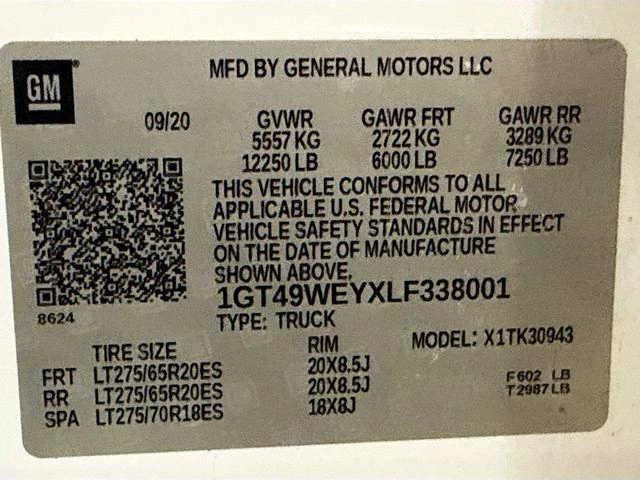 GM
MFD BY GENERAL MOTORS LLC
09/20 GVWR GAWR FRT GAWR RR
5557 KG 2722 KG 3289 KG
12250 LB 6000 LB 7250 LB
THIS VEHICLE CONFORMS TO ALL
APPLICABLE U.S. FEDERAL MOTOR
VEHICLE SAFETY STANDARDS IN EFFECT
ON THE DATE OF MANUFACTURE
SHOWN ABOVE.
1GT49WEYXLF338001
8624
TYPE: TRUCK MODEL: X1TK30943
TIRE SIZE RIM
FRT LT275/65R20ES 20X8.5J F 602 LB
RR LT275/65R20ES 20X8.5J T 2987 LB
SPA LT275/70R18ES 18X8J